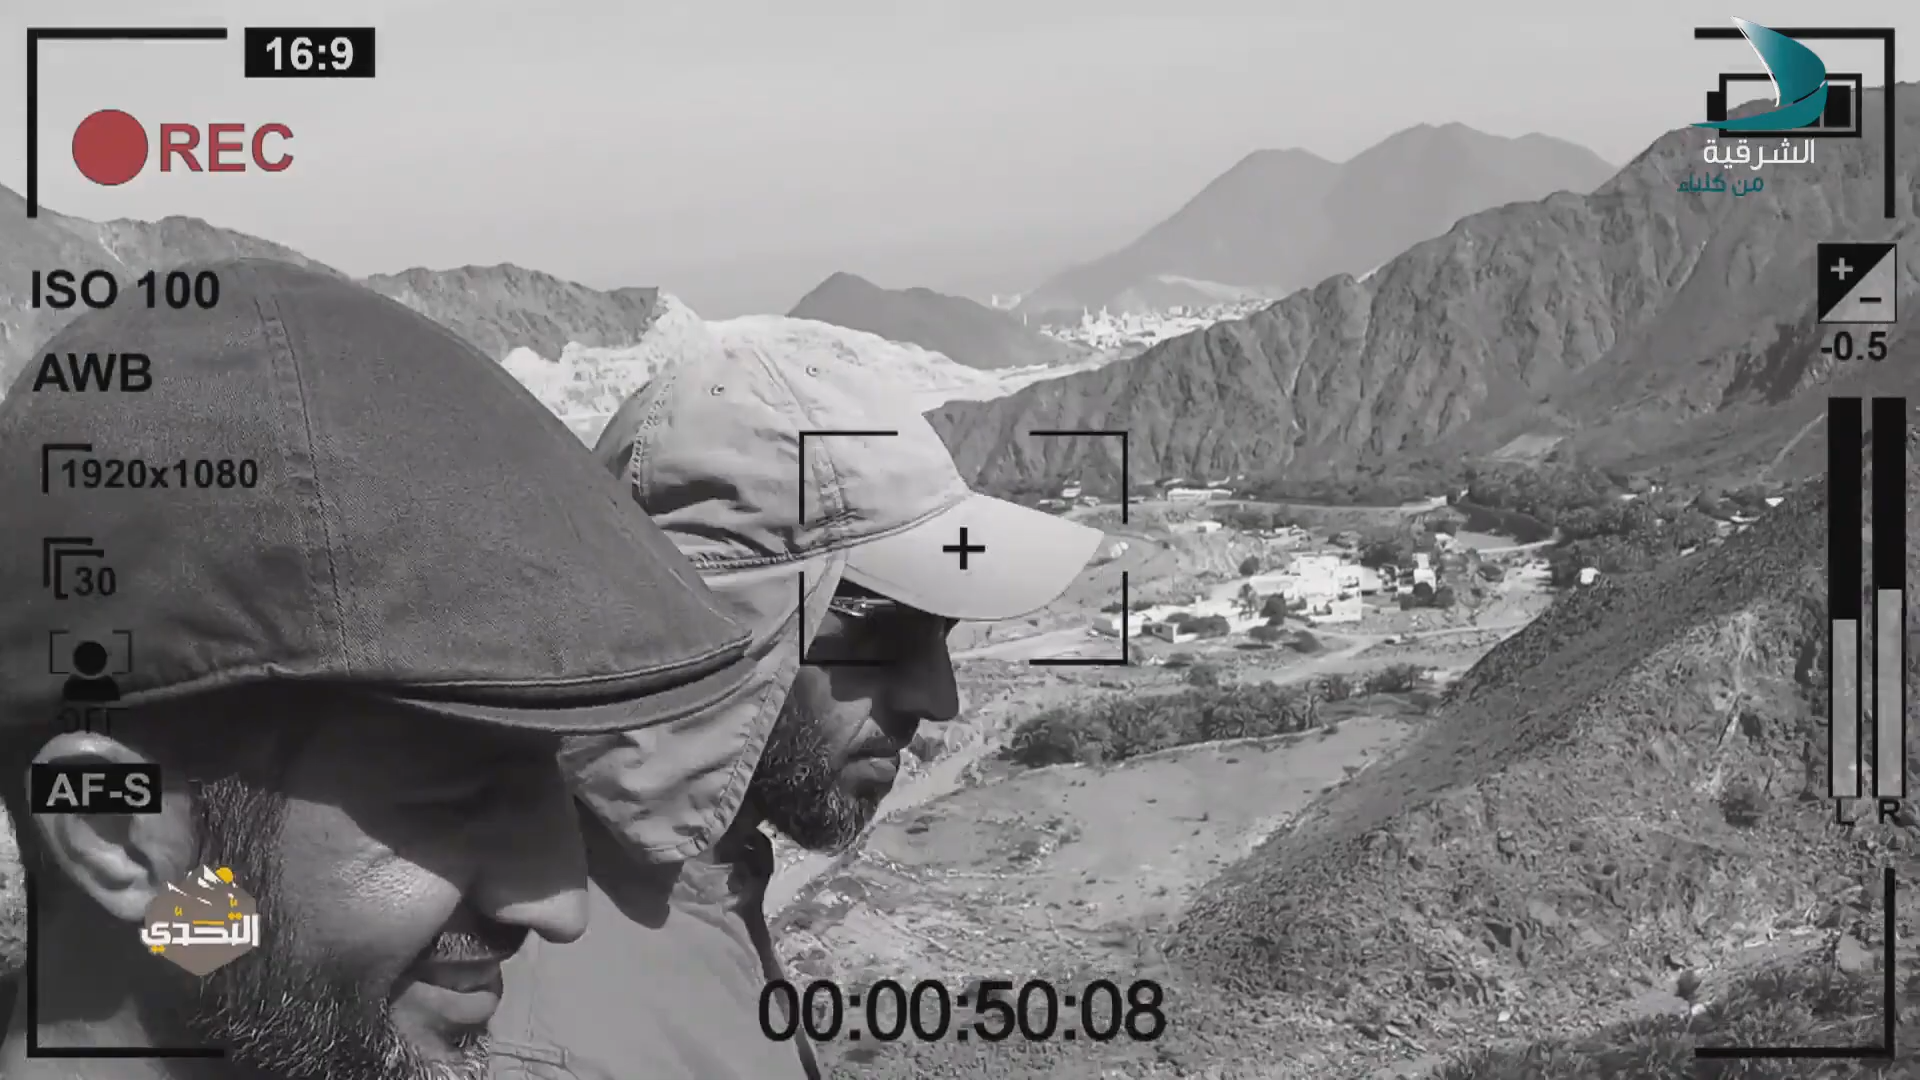 16:9
REC
ISO 100
AWB
1920x1080
30
OFF
AF-S
التحدي
00:00:50:08
الشرقية
من كلباء
+
-
-0.5
L R